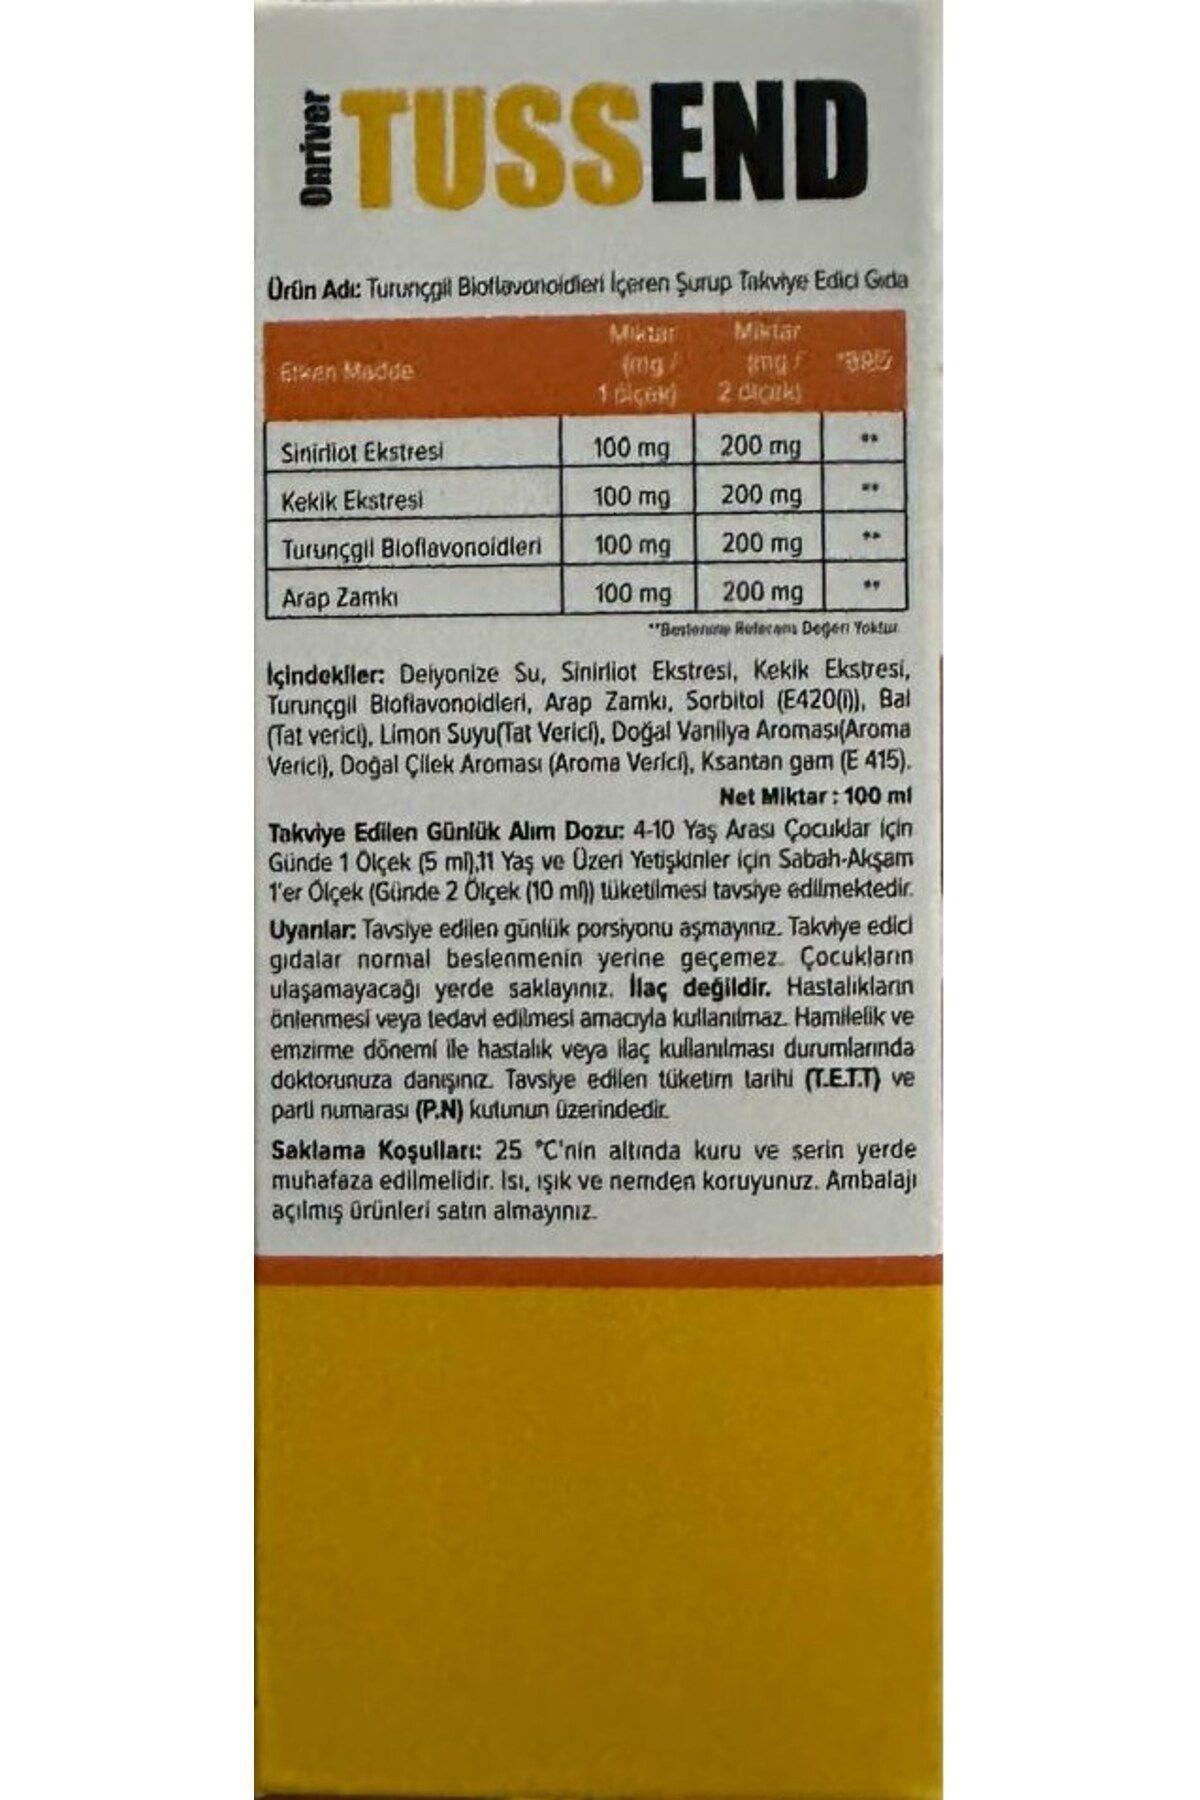 Onriver
TUSSEND
Ürün Adı: Turunçgil Bioflavonoidleri İçeren Şurup Takviye Edici Gıda
Etken Madde
Miktar (mg / 1 ölçek)
Miktar (mg / 2 ölçek)
*BRD
Sinirliot Ekstresi 100 mg 200 mg **
Kekik Ekstresi 100 mg 200 mg **
Turunçgil Bioflavonoidleri 100 mg 200 mg **
Arap Zamkı 100 mg 200 mg **
**Beslenme Referans Değeri Yoktur.
İçindekiler: Deiyonize Su, Sinirliot Ekstresi, Kekik Ekstresi,
Turunçgil Bioflavonoidleri, Arap Zamkı, Sorbitol (E420(i)), Bal
(Tat verici), Limon Suyu(Tat Verici), Doğal Vanilya Aroması(Aroma
Verici), Doğal Çilek Aroması (Aroma Verici), Ksantan gam (E 415).
Net Miktar : 100 ml
Takviye Edilen Günlük Alım Dozu: 4-10 Yaş Arası Çocuklar için
Günde 1 Ölçek (5 ml),11 Yaş ve Üzeri Yetişkinler için Sabah-Akşam
1'er Ölçek (Günde 2 Ölçek (10 ml)) tüketilmesi tavsiye edilmektedir.
Uyarılar: Tavsiye edilen günlük porsiyonu aşmayınız. Takviye edici
gıdalar normal beslenmenin yerine geçemez. Çocukların
ulaşamayacağı yerde saklayınız. İlaç değildir. Hastalıkların
önlenmesi veya tedavi edilmesi amacıyla kullanılmaz. Hamilelik ve
emzirme dönemi ile hastalık veya ilaç kullanılması durumlarında
doktorunuza danışınız. Tavsiye edilen tüketim tarihi (T.E.T.T) ve
parti numarası (P.N) kutunun üzerindedir.
Saklama Koşulları: 25 °C'nin altında kuru ve serin yerde
muhafaza edilmelidir. Isı, ışık ve nemden koruyunuz. Ambalajı
açılmış ürünleri satın almayınız.